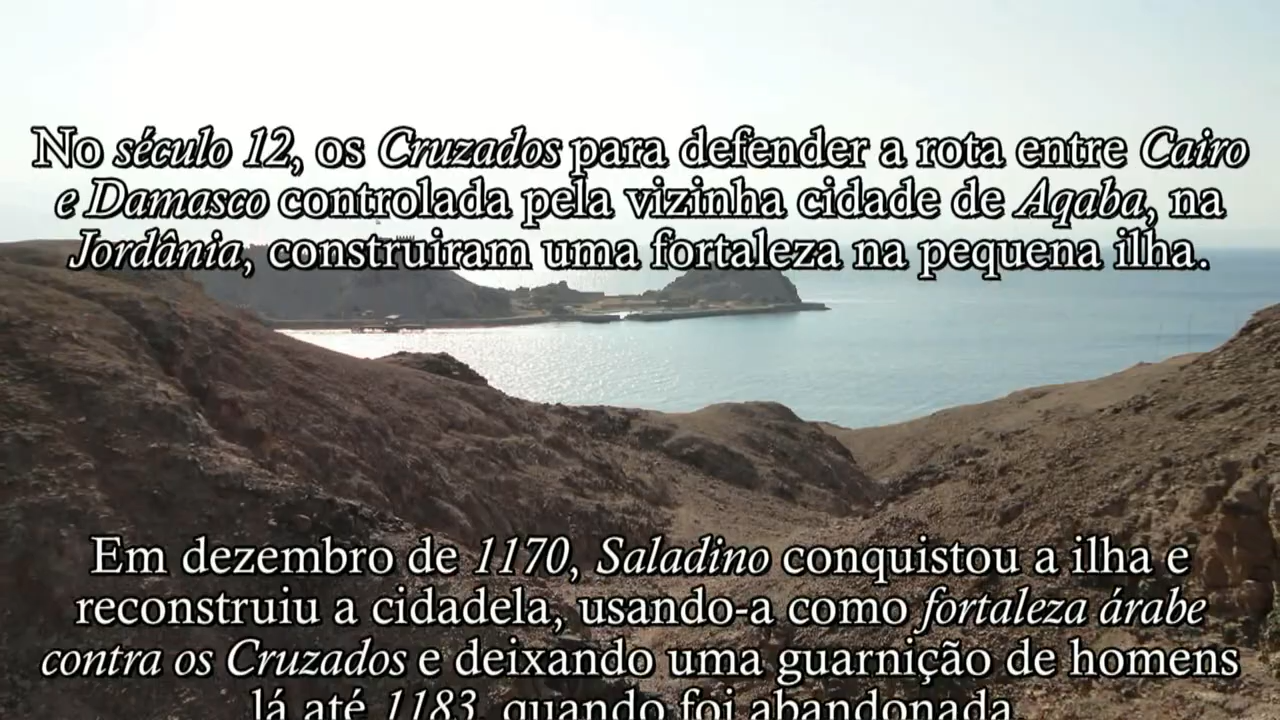 No século 12, os Cruzados para defender a rota entre Cairo
e Damasco controlada pela vizinha cidade de Aqaba, na
Jordânia, construiram uma fortaleza na pequena ilha.
Em dezembro de 1170, Saladino conquistou a ilha e
reconstruiu a cidadela, usando-a como fortaleza árabe
contra os Cruzados e deixando uma guarnição de homens
lá até 1183, quando foi abandonada.